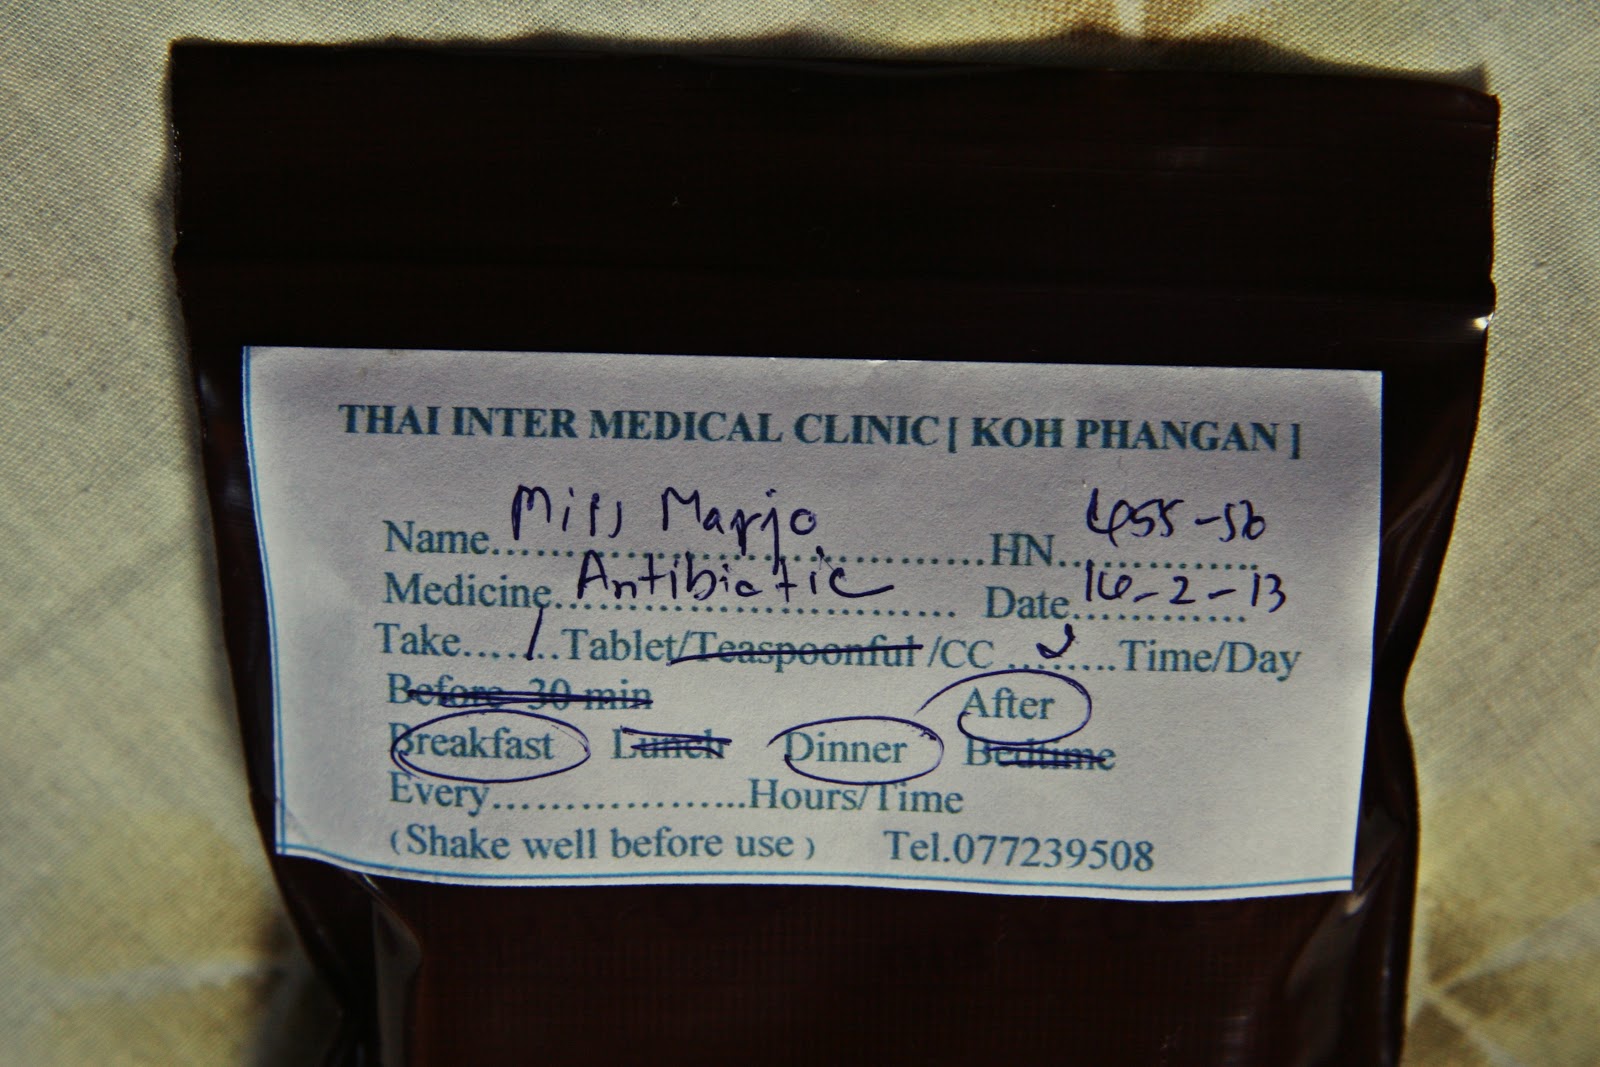 THAI INTER MEDICAL CLINIC [ KOH PHANGAN ]
Name Miss Marjo HN 455-56
Medicine Antibiotic Date 16-2-13
Take 1 Tablet/Teaspoonful /CC 2 Time/Day
Before 30 min After
Breakfast Lunch Dinner Bedtime
Every..................Hours/Time
(Shake well before use) Tel.077239508